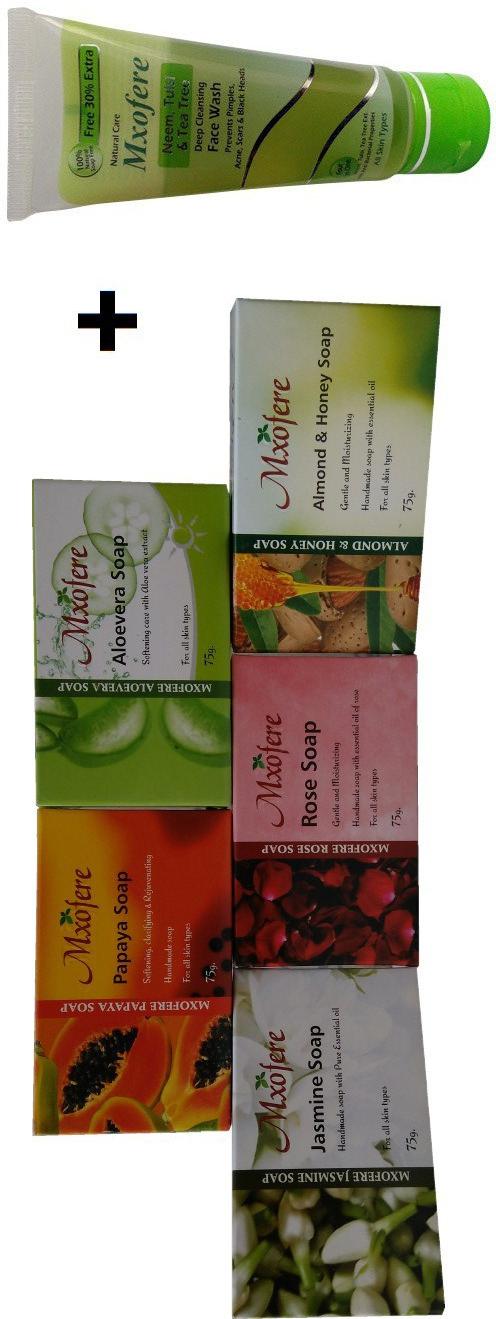 100%
Natural
Soap Free
Free 30% Extra
Natural Care
Mxofere
Neem, Tulsi
& Tea Tree
Deep Cleansing
Face Wash
Prevents Pimples,
Acne, Scars & Black Heads
All Skin Types
+
Mxofere
Almond & Honey Soap
Gentle and Moisturizing
Handmade soap with essential oil
For all skin types
75g.
ALMOND & HONEY SOAP
Mxofere
Aloevera Soap
Softening care with Aloe vera extract
For all skin types
75g.
MXOFERE ALOEVERA SOAP
Mxofere
Rose Soap
Gentle and Moisturizing
Handmade soap with essential oil of rose
For all skin types
75g.
MXOFERE ROSE SOAP
Mxofere
Papaya Soap
Softening, clarifying & Rejuvenating
Handmade soap
For all skin types
75g.
MXOFERE PAPAYA SOAP
Mxofere
Jasmine Soap
Handmade soap with Pure Essential oil
For all skin types
75g.
MXOFERE JASMINE SOAP